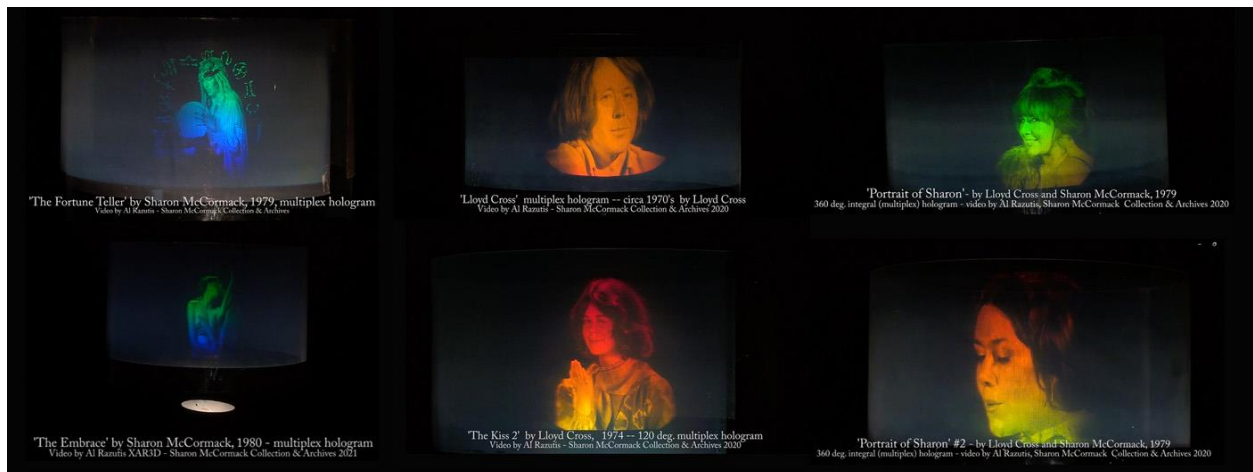 'The Fortune Teller' by Sharon McCormack, 1979, multiplex hologram
Video by Al Razutis - Sharon McCormack Collection & Archives
'Lloyd Cross' multiplex hologram -- circa 1970's by Lloyd Cross
Video by Al Razutis - Sharon McCormack Collection & Archives 2020
'Portrait of Sharon'- by Lloyd Cross and Sharon McCormack, 1979
360 deg. integral (multiplex) hologram - video by Al Razutis, Sharon McCormack Collection & Archives 2020
'The Embrace' by Sharon McCormack, 1980 - multiplex hologram
Video by Al Razutis XAR3D - Sharon McCormack Collection & Archives 2021
'The Kiss 2' by Lloyd Cross, 1974 -- 120 deg. multiplex hologram
Video by Al Razutis - Sharon McCormack Collection & Archives 2020
'Portrait of Sharon' #2 - by Lloyd Cross and Sharon McCormack, 1979
360 deg. integral (multiplex) hologram - video by Al Razutis, Sharon McCormack Collection & Archives 2020